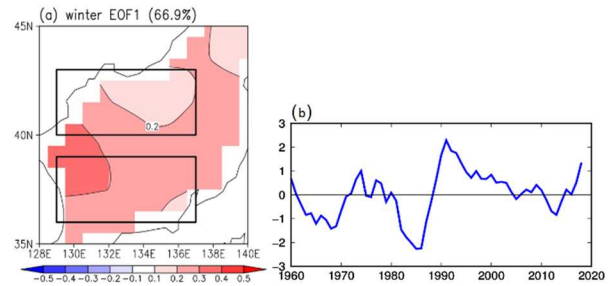 (a) winter EOF1 (66.9%)
45N
40N
35N
0.2
128E 130E 132E 134E 136E 138E 140E
-0.5 -0.4 -0.3 -0.2 -0.1 0.1 0.2 0.3 0.4 0.5
(b)
3
2
1
0
-1
-2
-3
1960 1970 1980 1990 2000 2010 2020